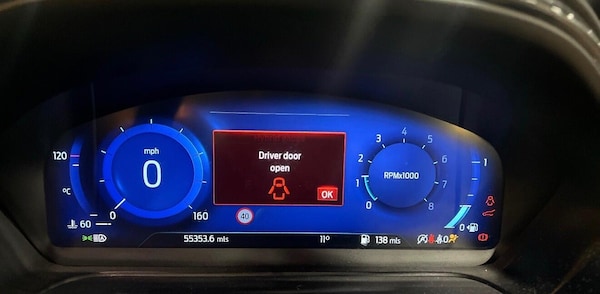 mph
0
0
160
120
°C
60
Driver door
open
OK
40
3 4 5
2 6
1 7
0 8
RPMx1000
1
0
55353.6 mls
11°
138 mls